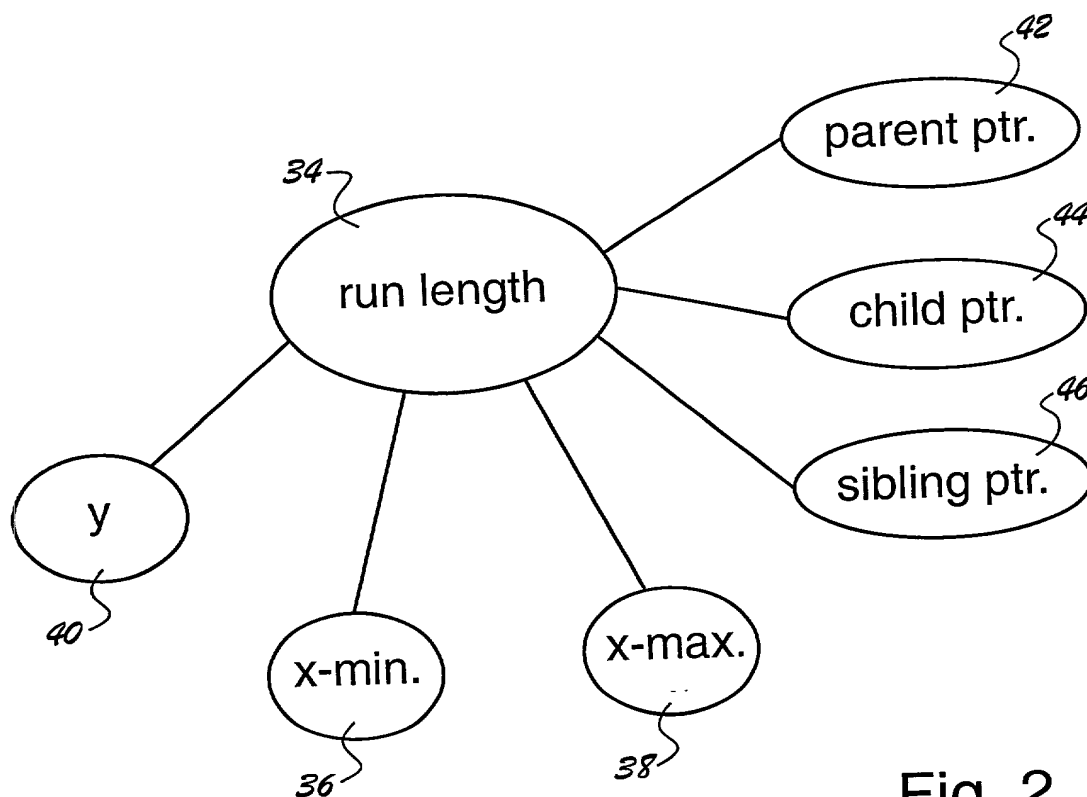 42
parent ptr.
34
44
run length
child ptr.
46
sibling ptr.
y
40
x-min.
x-max.
36
38
Fig. 2